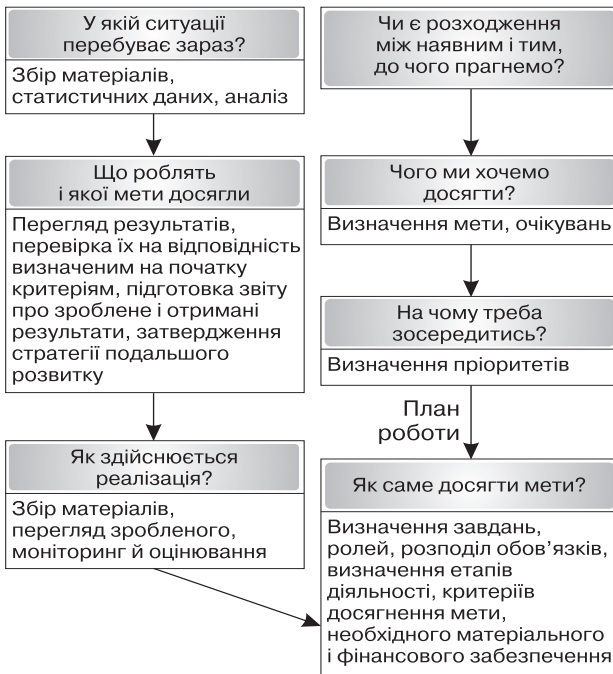 У якій ситуації
перебуває зараз?
Збір матеріалів,
статистичних даних, аналіз
Що роблять
і якої мети досягли
Перегляд результатів,
перевірка їх на відповідність
визначеним на початку
критеріям, підготовка звіту
про зроблене і отримані
результати, затвердження
стратегії подальшого
розвитку
Як здійснюється
реалізація?
Збір матеріалів,
перегляд зробленого,
моніторинг й оцінювання
Чи є розходження
між наявним і тим,
до чого прагнемо?
Чого ми хочемо
досягти?
Визначення мети, очікувань
На чому треба
зосередитись?
Визначення пріоритетів
План
роботи
Як саме досягти мети?
Визначення завдань,
ролей, розподіл обов’язків,
визначення етапів
діяльності, критеріїв
досягнення мети,
необхідного матеріального
і фінансового забезпечення